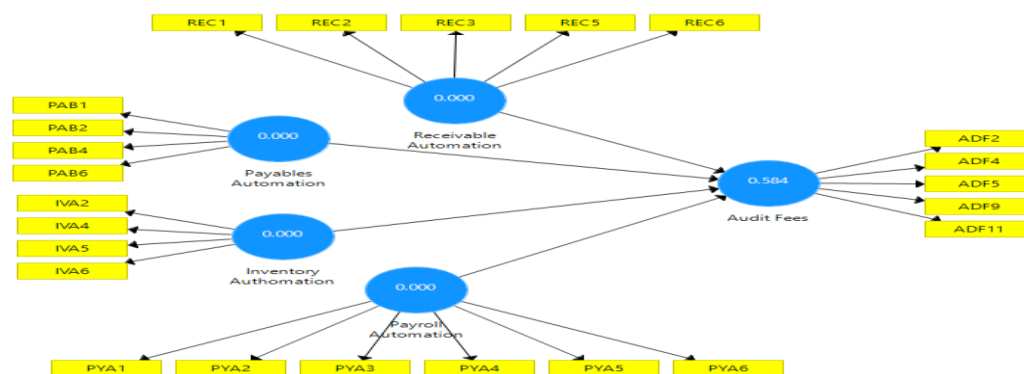 REC1
REC2
REC3
REC5
REC6
0.000
Receivable
Automation
PAB1
PAB2
PAB4
PAB6
0.000
Payables
Automation
IVA2
IVA4
IVA5
IVA6
0.000
Inventory
Authomation
0.000
Payroll
Automation
PYA1
PYA2
PYA3
PYA4
PYA5
PYA6
0.584
Audit Fees
ADF2
ADF4
ADF5
ADF9
ADF11